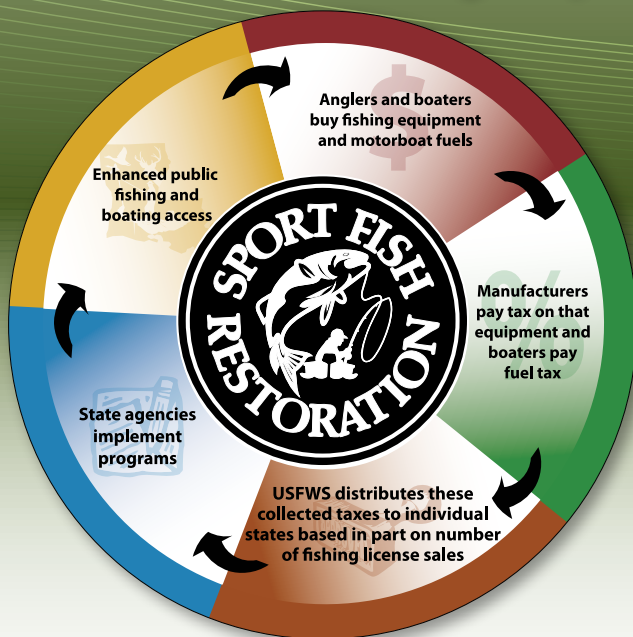 Anglers and boaters
buy fishing equipment
and motorboat fuels
Manufacturers
pay tax on that
equipment and
boaters pay
fuel tax
USFWS distributes these
collected taxes to individual
states based in part on number
of fishing license sales
State agencies
implement
programs
Enhanced public
fishing and
boating access
SPORT FISH
RESTORATION
$
%